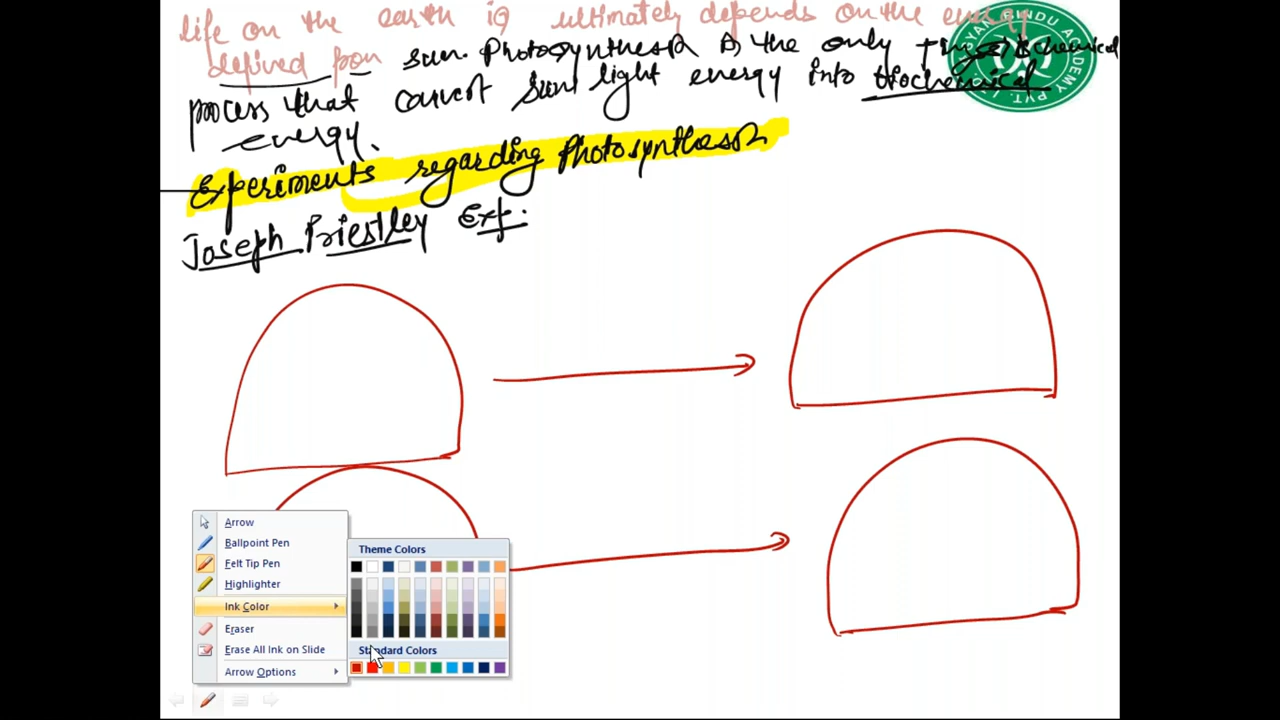 life on the earth is ultimately depends on the energy
defined from sun. Photosynthesis is the only
process that convert sun light energy into biochemical
energy.
Experiments regarding Photosynthesis
Joseph Priestley Exp.
Arrow
Ballpoint Pen
Felt Tip Pen
Highlighter
Ink Color
Eraser
Erase All Ink on Slide
Arrow Options
Theme Colors
Standard Colors